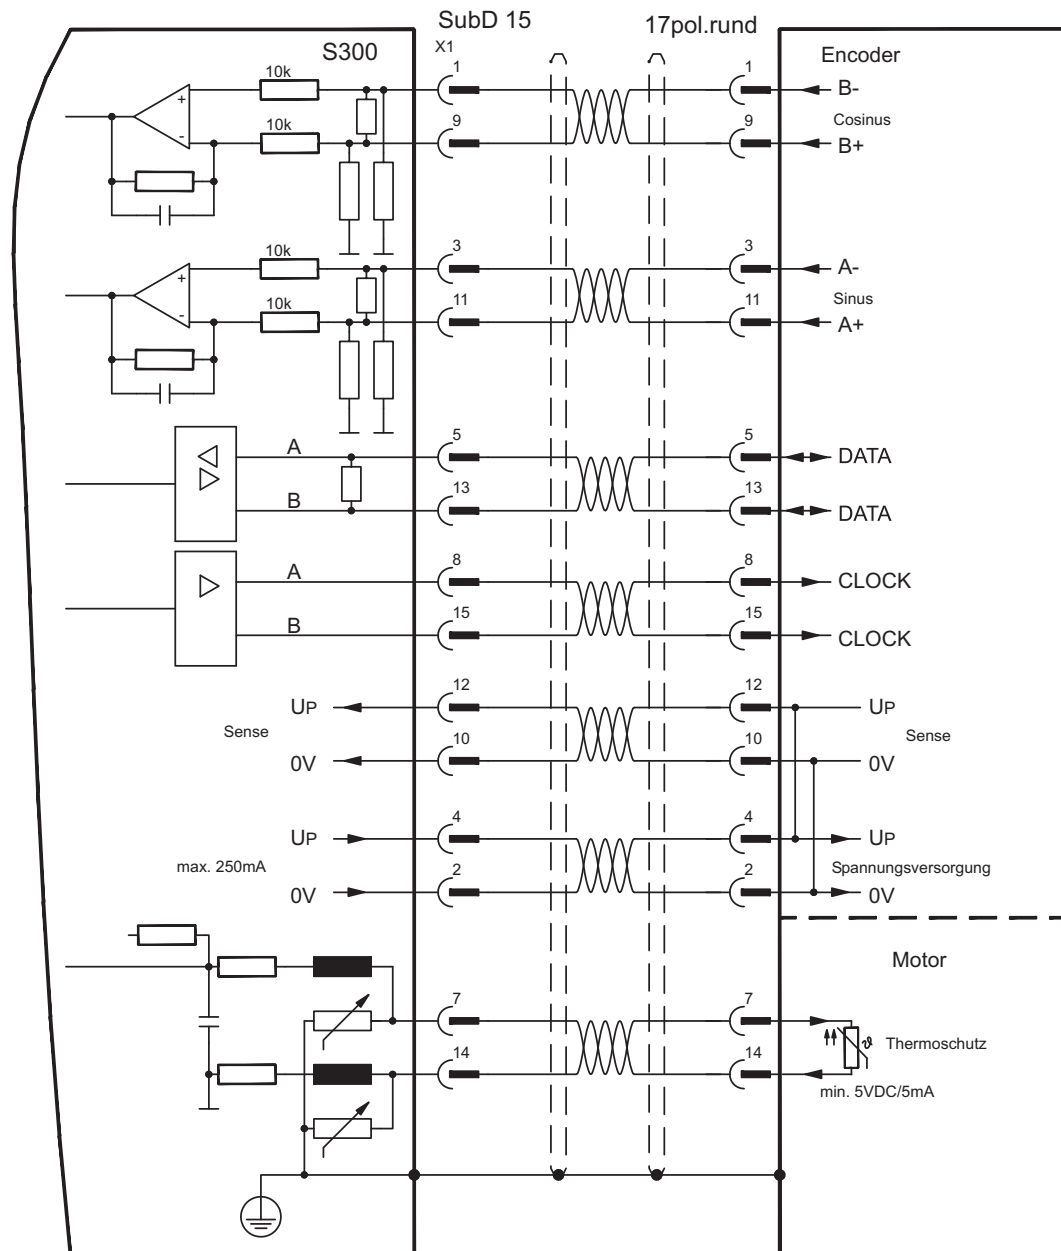 SubD 15
17pol.rund
S300
X1
Encoder
10k
+
-
10k
1
9
1
9
B-
Cosinus
B+
10k
+
-
10k
3
11
3
11
A-
Sinus
A+
A
B
5
13
5
13
DATA
DATA
A
B
8
15
8
15
CLOCK
CLOCK
UP
Sense
0V
12
10
12
10
UP
Sense
0V
UP
max. 250mA
0V
4
2
4
2
UP
Spannungsversorgung
0V
Motor
7
14
7
14
ϑ Thermoschutz
min. 5VDC/5mA